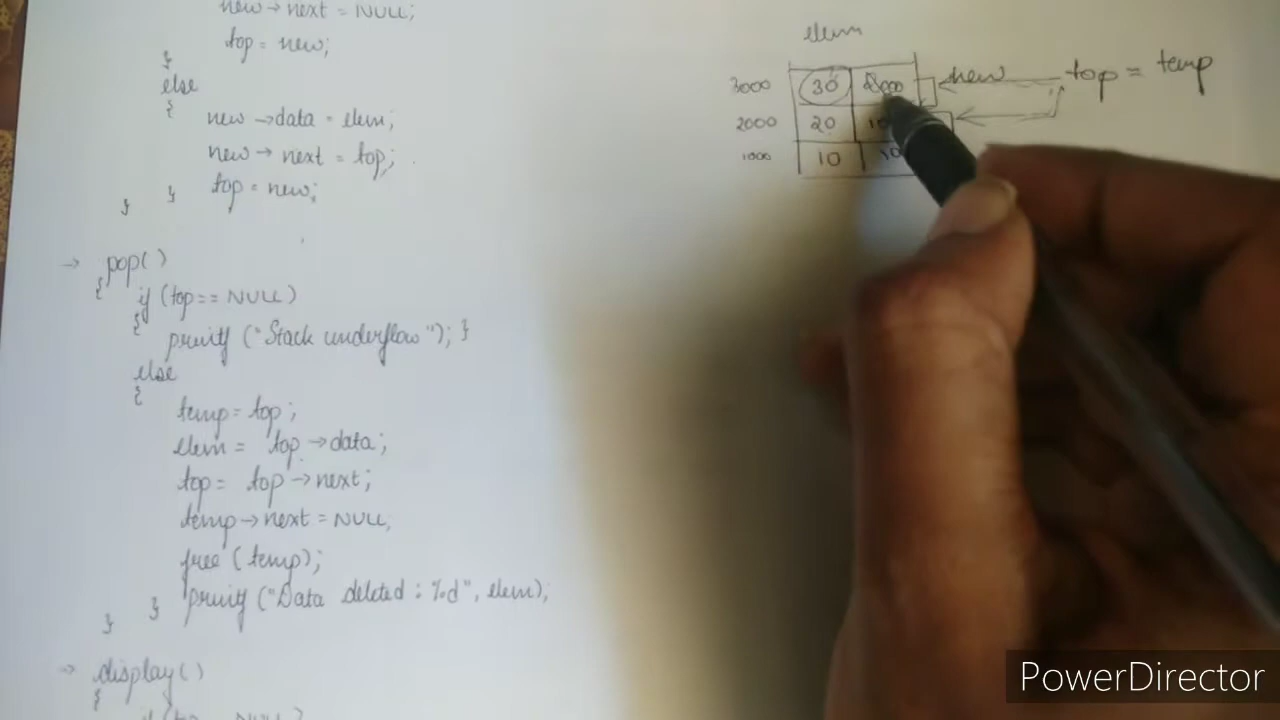 new→next = NULL;
top = new;
}
else
{
new→data = elem;
new→next = top;
top = new;
} }
→ pop()
{ if (top == NULL)
{
printf ("Stack underflow"); }
else
{
temp = top;
elem = top→data;
top = top→next;
temp→next = NULL;
free (temp);
printf ("Data deleted : %d", elem);
} }
→ display()
{
elem
3000 30 new top = temp
2000 20
1000 10
PowerDirector